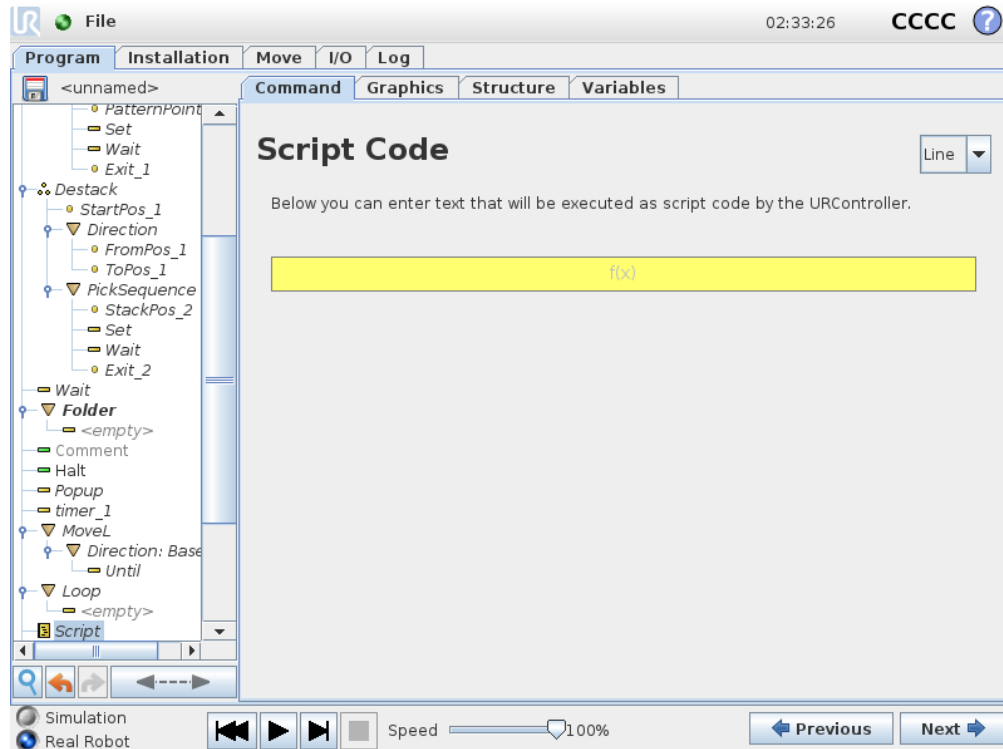 UR File 02:33:26 CCCC ?
Program Installation Move I/O Log
<unnamed>
Command Graphics Structure Variables
PatternPoint
Set
Wait
Exit_1
Destack
StartPos_1
Direction
FromPos_1
ToPos_1
PickSequence
StackPos_2
Set
Wait
Exit_2
Wait
Folder
<empty>
Comment
Halt
Popup
timer_1
MoveL
Direction: Base
Until
Loop
<empty>
Script
Script Code
Line
Below you can enter text that will be executed as script code by the URController.
f(x)
Simulation
Real Robot
Speed 100%
Previous Next